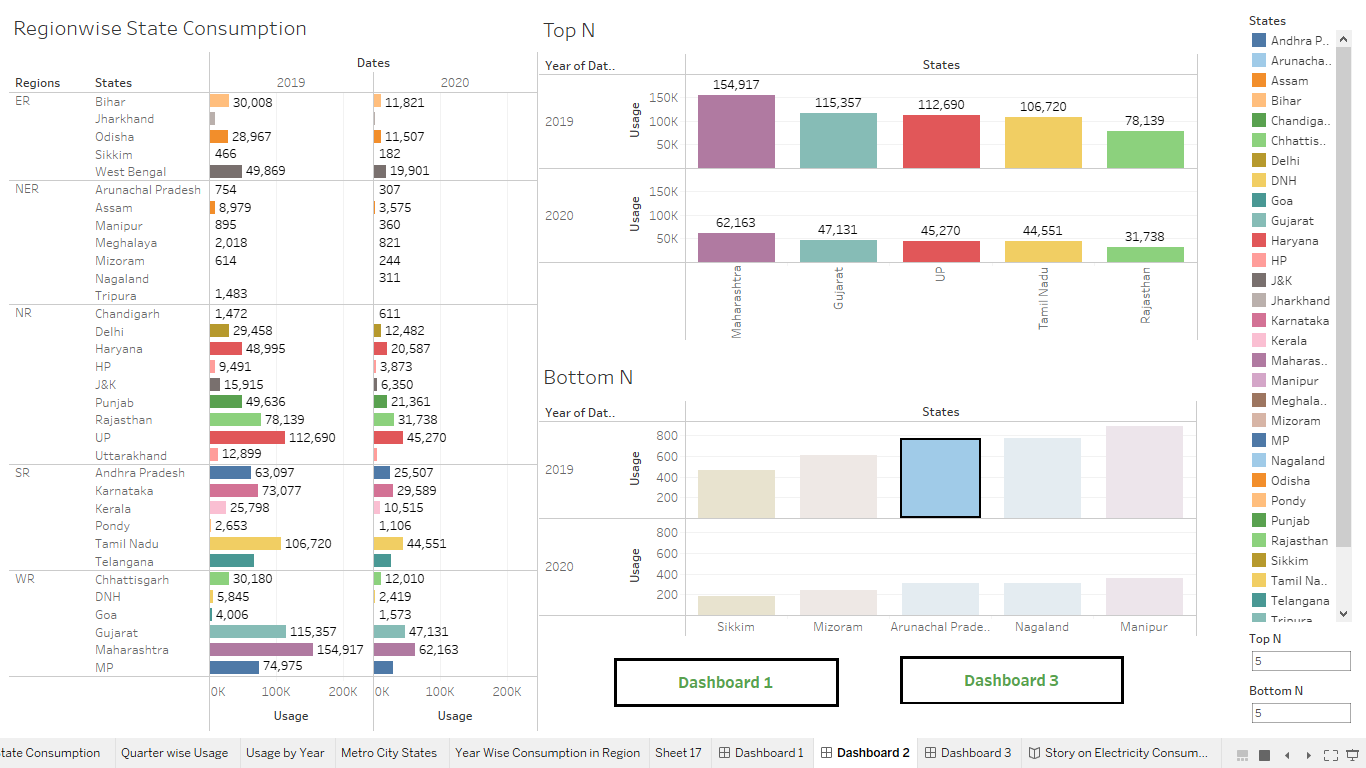 Regionwise State Consumption
Dates
Regions States 2019 2020
ER Bihar 30,008 11,821
Jharkhand
Odisha 28,967 11,507
Sikkim 466 182
West Bengal 49,869 19,901
NER Arunachal Pradesh 754 307
Assam 8,979 3,575
Manipur 895 360
Meghalaya 2,018 821
Mizoram 614 244
Nagaland 311
Tripura 1,483
NR Chandigarh 1,472 611
Delhi 29,458 12,482
Haryana 48,995 20,587
HP 9,491 3,873
J&K 15,915 6,350
Punjab 49,636 21,361
Rajasthan 78,139 31,738
UP 112,690 45,270
Uttarakhand 12,899
SR Andhra Pradesh 63,097 25,507
Karnataka 73,077 29,589
Kerala 25,798 10,515
Pondy 2,653 1,106
Tamil Nadu 106,720 44,551
Telangana
WR Chhattisgarh 30,180 12,010
DNH 5,845 2,419
Goa 4,006 1,573
Gujarat 115,357 47,131
Maharashtra 154,917 62,163
MP 74,975
0K 100K 200K 0K 100K 200K
Usage Usage
Top N
Year of Dat.. States
2019 Usage
150K
100K
50K
154,917 115,357 112,690 106,720 78,139
2020 Usage
150K
100K
50K
62,163 47,131 45,270 44,551 31,738
Maharashtra Gujarat UP Tamil Nadu Rajasthan
Bottom N
Year of Dat.. States
2019 Usage
800
600
400
200
2020 Usage
800
600
400
200
Sikkim Mizoram Arunachal Prade.. Nagaland Manipur
Dashboard 1 Dashboard 3
States
Andhra P..
Arunacha..
Assam
Bihar
Chandiga..
Chhattis..
Delhi
DNH
Goa
Gujarat
Haryana
HP
J&K
Jharkhand
Karnataka
Kerala
Maharas..
Manipur
Meghala..
Mizoram
MP
Nagaland
Odisha
Pondy
Punjab
Rajasthan
Sikkim
Tamil Na..
Telangana
Tripura
Top N
5
Bottom N
5
tate Consumption Quarter wise Usage Usage by Year Metro City States Year Wise Consumption in Region Sheet 17 Dashboard 1 Dashboard 2 Dashboard 3 Story on Electricity Consum...